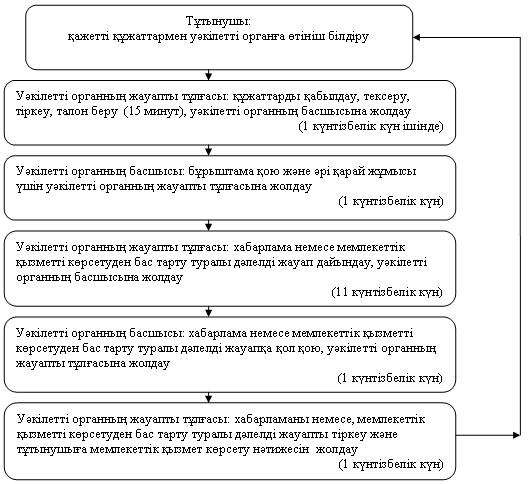 Тұтынушы:
қажетті құжаттармен уәкілетті органға өтініш білдіру
Уәкілетті органның жауапты тұлғасы: құжаттарды қабылдау, тексеру,
тіркеу, талон беру (15 минут), уәкілетті органның басшысына жолдау
(1 күнтізбелік күн ішінде)
Уәкілетті органның басшысы: бұрыштама қою және әрі қарай жұмысы
үшін уәкілетті органның жауапты тұлғасына жолдау
(1 күнтізбелік күн)
Уәкілетті органның жауапты тұлғасы: хабарлама немесе мемлекеттік
қызметті көрсетуден бас тарту туралы дәлелді жауап дайындау, уәкілетті
органның басшысына жолдау
(11 күнтізбелік күн)
Уәкілетті органның басшысы: хабарлама немесе мемлекеттік қызметті
көрсетуден бас тарту туралы дәлелді жауапқа қол қою, уәкілетті органның
жауапты тұлғасына жолдау
(1 күнтізбелік күн)
Уәкілетті органның жауапты тұлғасы: хабарламаны немесе, мемлекеттік
қызметті көрсетуден бас тарту туралы дәлелді жауапты тіркеу және
тұтынушыға мемлекеттік қызмет көрсету нәтижесін жолдау
(1 күнтізбелік күн)